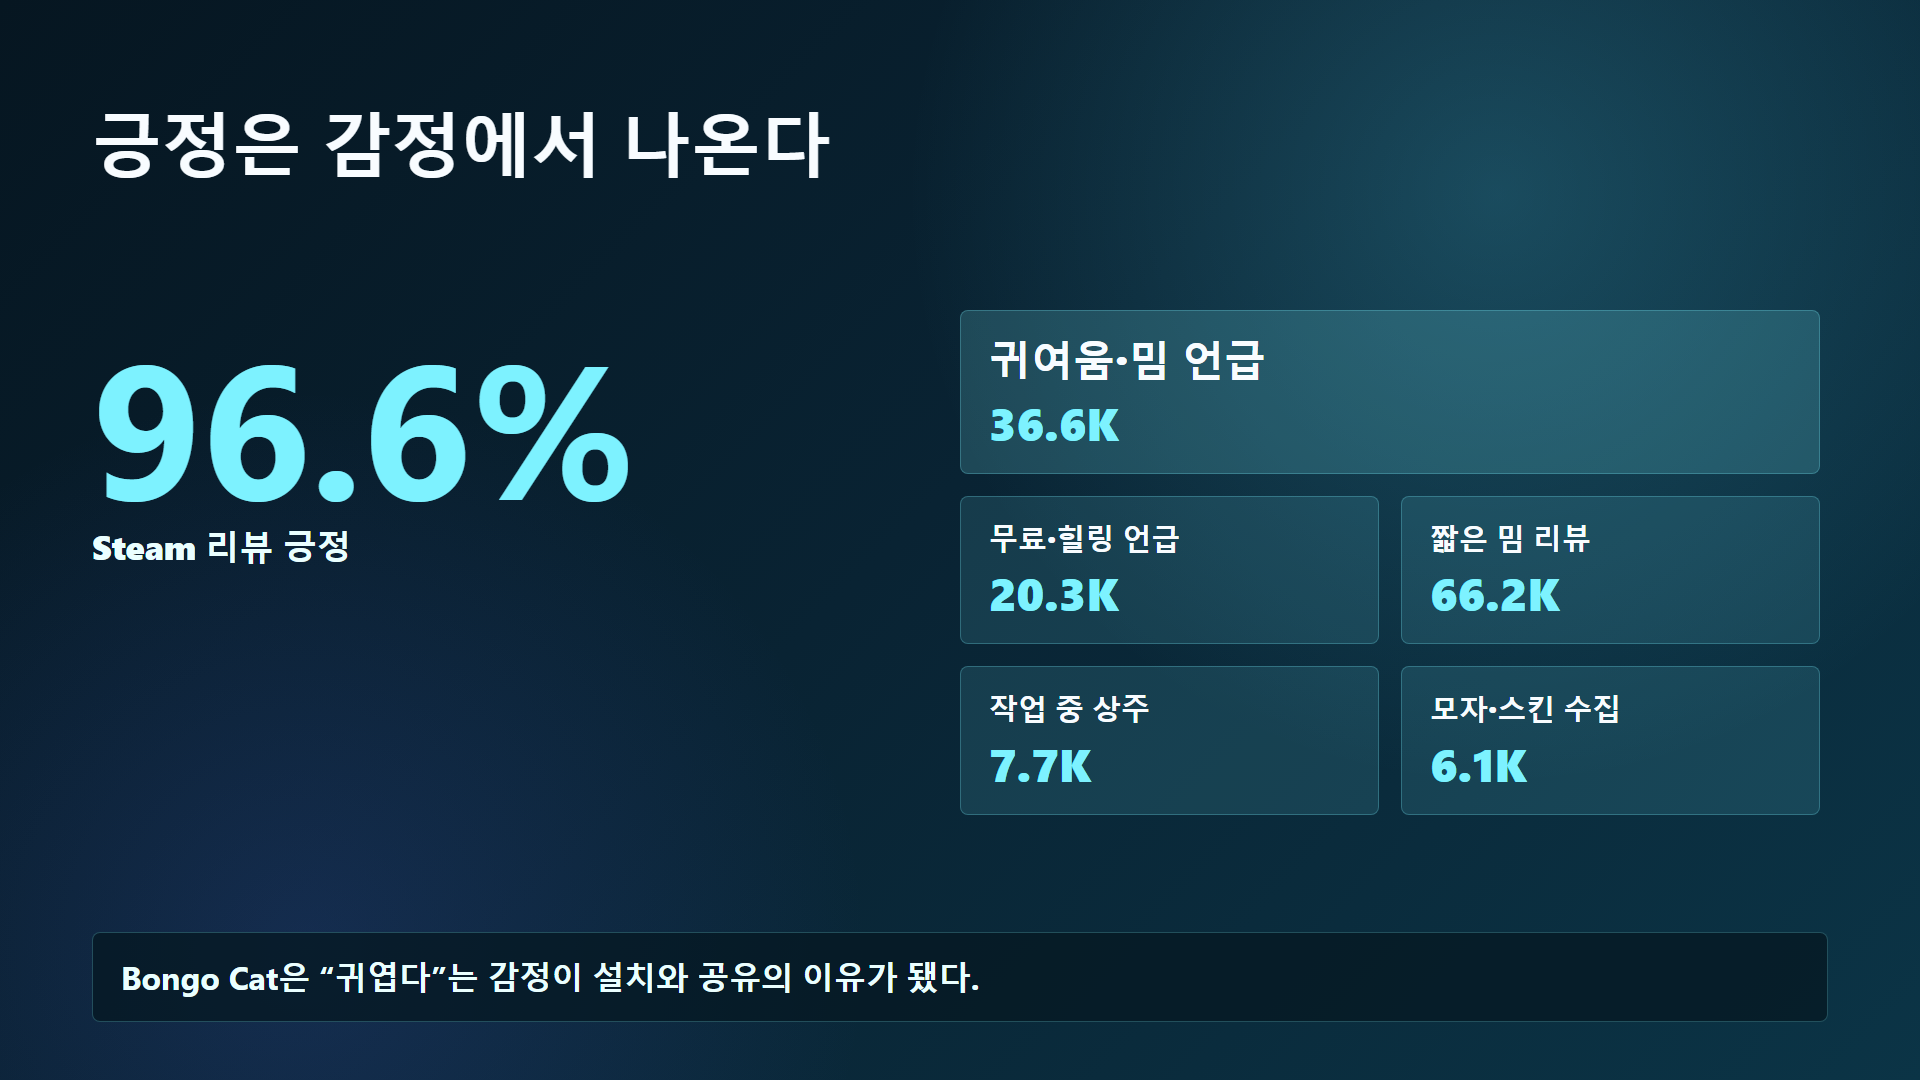 긍정은 감정에서 나온다
96.6%
Steam 리뷰 긍정
귀여움·밈 언급
36.6K
무료·힐링 언급
20.3K
짧은 밈 리뷰
66.2K
작업 중 상주
7.7K
모자·스킨 수집
6.1K
Bongo Cat은 “귀엽다”는 감정이 설치와 공유의 이유가 됐다.